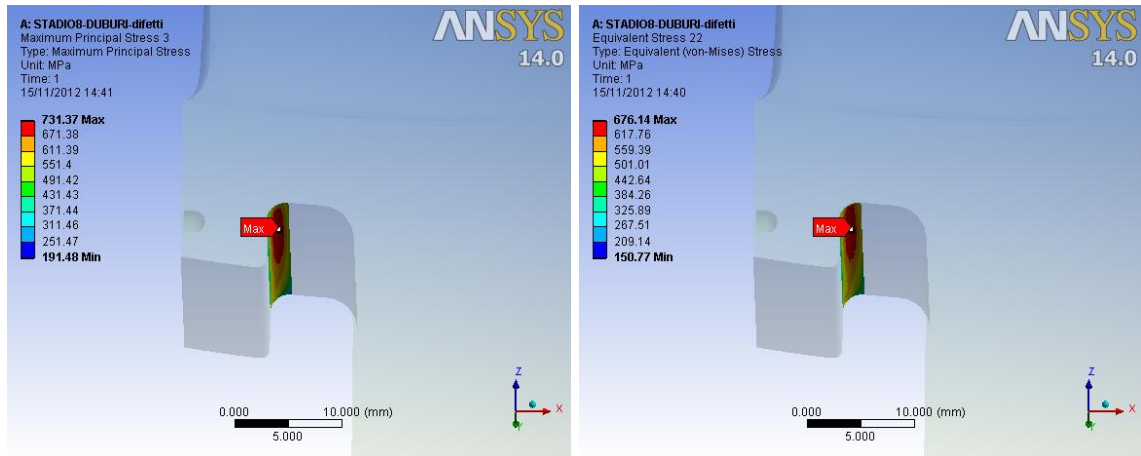 A: STADIO8-DUBURI-difetti
Maximum Principal Stress 3
Type: Maximum Principal Stress
Unit: MPa
Time: 1
15/11/2012 14:41
731.37 Max
671.38
611.39
551.4
491.42
431.43
371.44
311.46
251.47
191.48 Min
ANSYS
14.0
Max
0.000 10.000 (mm)
5.000
Z
X
Y
A: STADIO8-DUBURI-difetti
Equivalent Stress 22
Type: Equivalent (von-Mises) Stress
Unit: MPa
Time: 1
15/11/2012 14:40
676.14 Max
617.76
559.39
501.01
442.64
384.26
325.89
267.51
209.14
150.77 Min
ANSYS
14.0
Max
0.000 10.000 (mm)
5.000
Z
X
Y